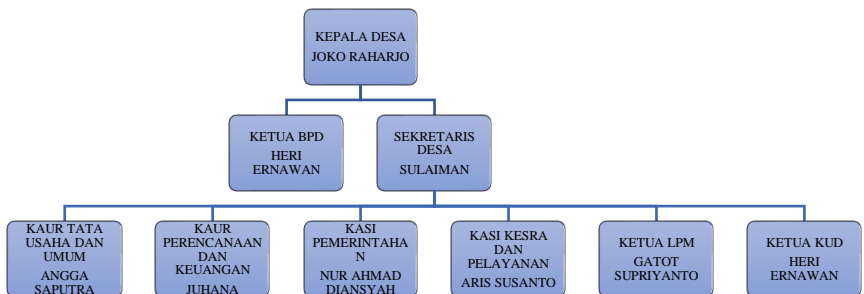 KEPALA DESA
JOKO RAHARJO
KETUA BPD
HERI
ERNAWAN
SEKRETARIS
DESA
SULAIMAN
KAUR TATA
USAHA DAN
UMUM
ANGGA
SAPUTRA
KAUR
PERENCANAAN
DAN
KEUANGAN
JUHANA
KASI
PEMERINTAHA
N
NUR AHMAD
DIANSYAH
KASI KESRA
DAN
PELAYANAN
ARIS SUSANTO
KETUA LPM
GATOT
SUPRIYANTO
KETUA KUD
HERI
ERNAWAN